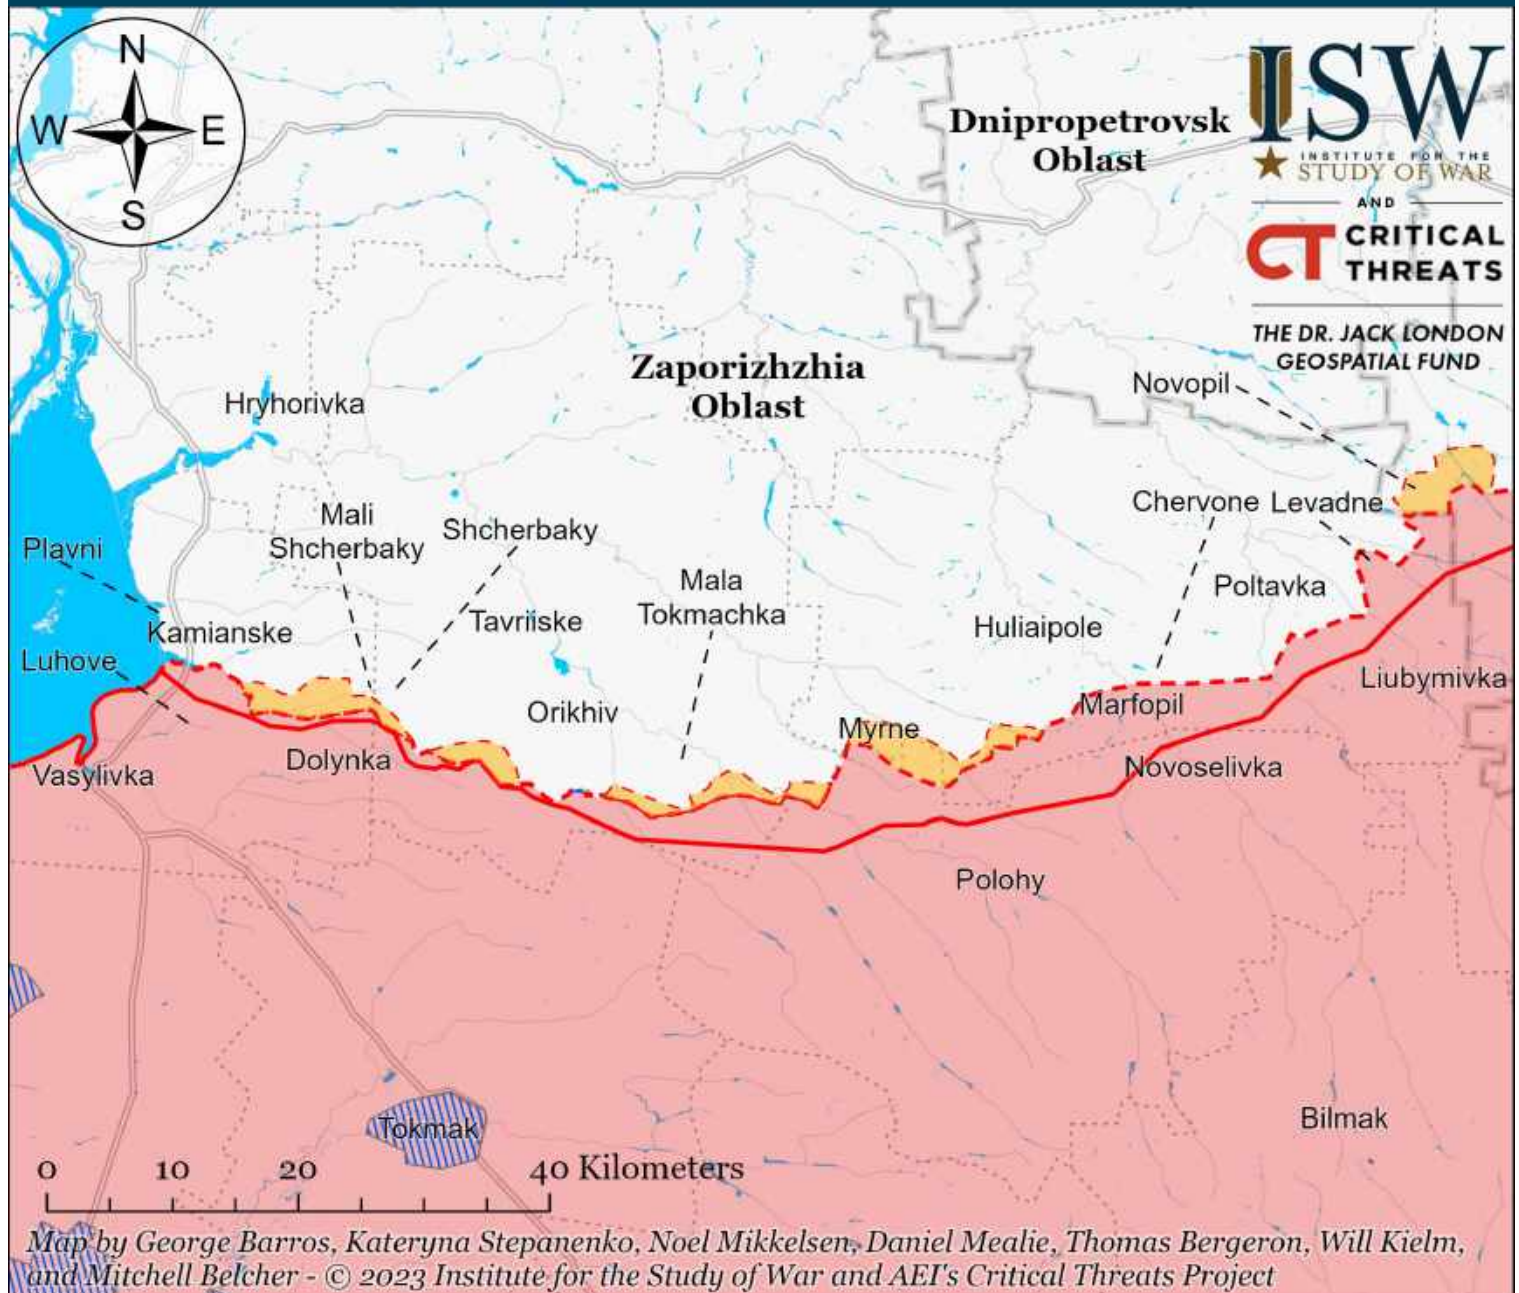 N
W E
S
Dnipropetrovsk
Oblast
ISW
INSTITUTE FOR THE
STUDY OF WAR
AND
CT CRITICAL
THREATS
THE DR. JACK LONDON
GEOSPATIAL FUND
Zaporizhzhia
Oblast
Novopil
Hryhorivka
Chervone Levadne
Mali
Shcherbaky
Shcherbaky
Plavni
Mala
Tokmachka
Poltavka
Tavriiske
Huliaipole
Kamianske
Luhove
Liubymivka
Orikhiv
Marfopil
Myrne
Dolynka
Vasylivka
Novoselivka
Polohy
Bilmak
Tokmak
0 10 20 40 Kilometers
Map by George Barros, Kateryna Stepanenko, Noel Mikkelsen, Daniel Mealie, Thomas Bergeron, Will Kielm,
and Mitchell Belcher - © 2023 Institute for the Study of War and AEI's Critical Threats Project